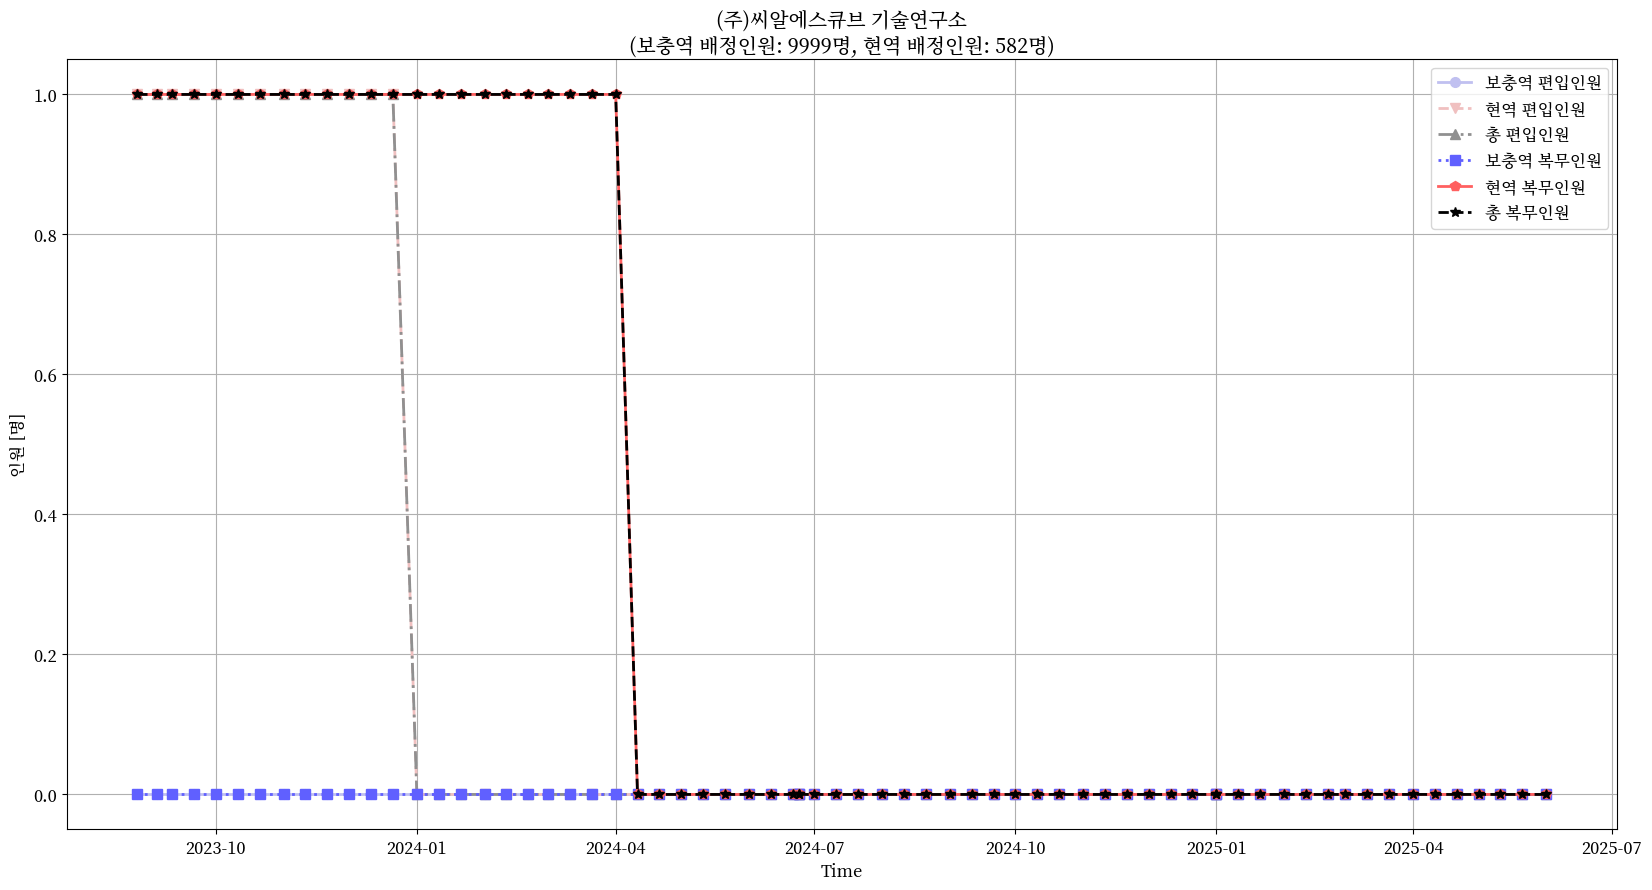 (주)씨알에스큐브 기술연구소
(보충역 배정인원: 9999명, 현역 배정인원: 582명)
보충역 편입인원
현역 편입인원
총 편입인원
보충역 복무인원
현역 복무인원
총 복무인원
1.0
0.8
0.6
0.4
0.2
0.0
인원 [명]
2023-10
2024-01
2024-04
2024-07
2024-10
2025-01
2025-04
2025-07
Time